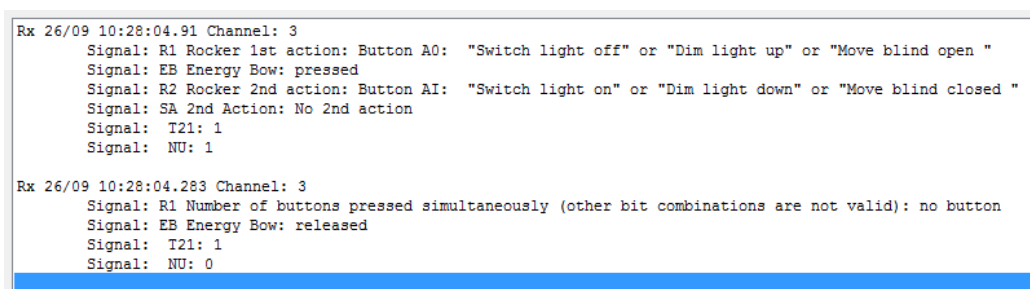 Rx 26/09 10:28:04.91 Channel: 3
Signal: R1 Rocker 1st action: Button A0:  "Switch light off" or "Dim light up" or "Move blind open "
Signal: EB Energy Bow: pressed
Signal: R2 Rocker 2nd action: Button AI:  "Switch light on" or "Dim light down" or "Move blind closed "
Signal: SA 2nd Action: No 2nd action
Signal:  T21: 1
Signal:  NU: 1
Rx 26/09 10:28:04.283 Channel: 3
Signal: R1 Number of buttons pressed simultaneously (other bit combinations are not valid): no button
Signal: EB Energy Bow: released
Signal:  T21: 1
Signal:  NU: 0